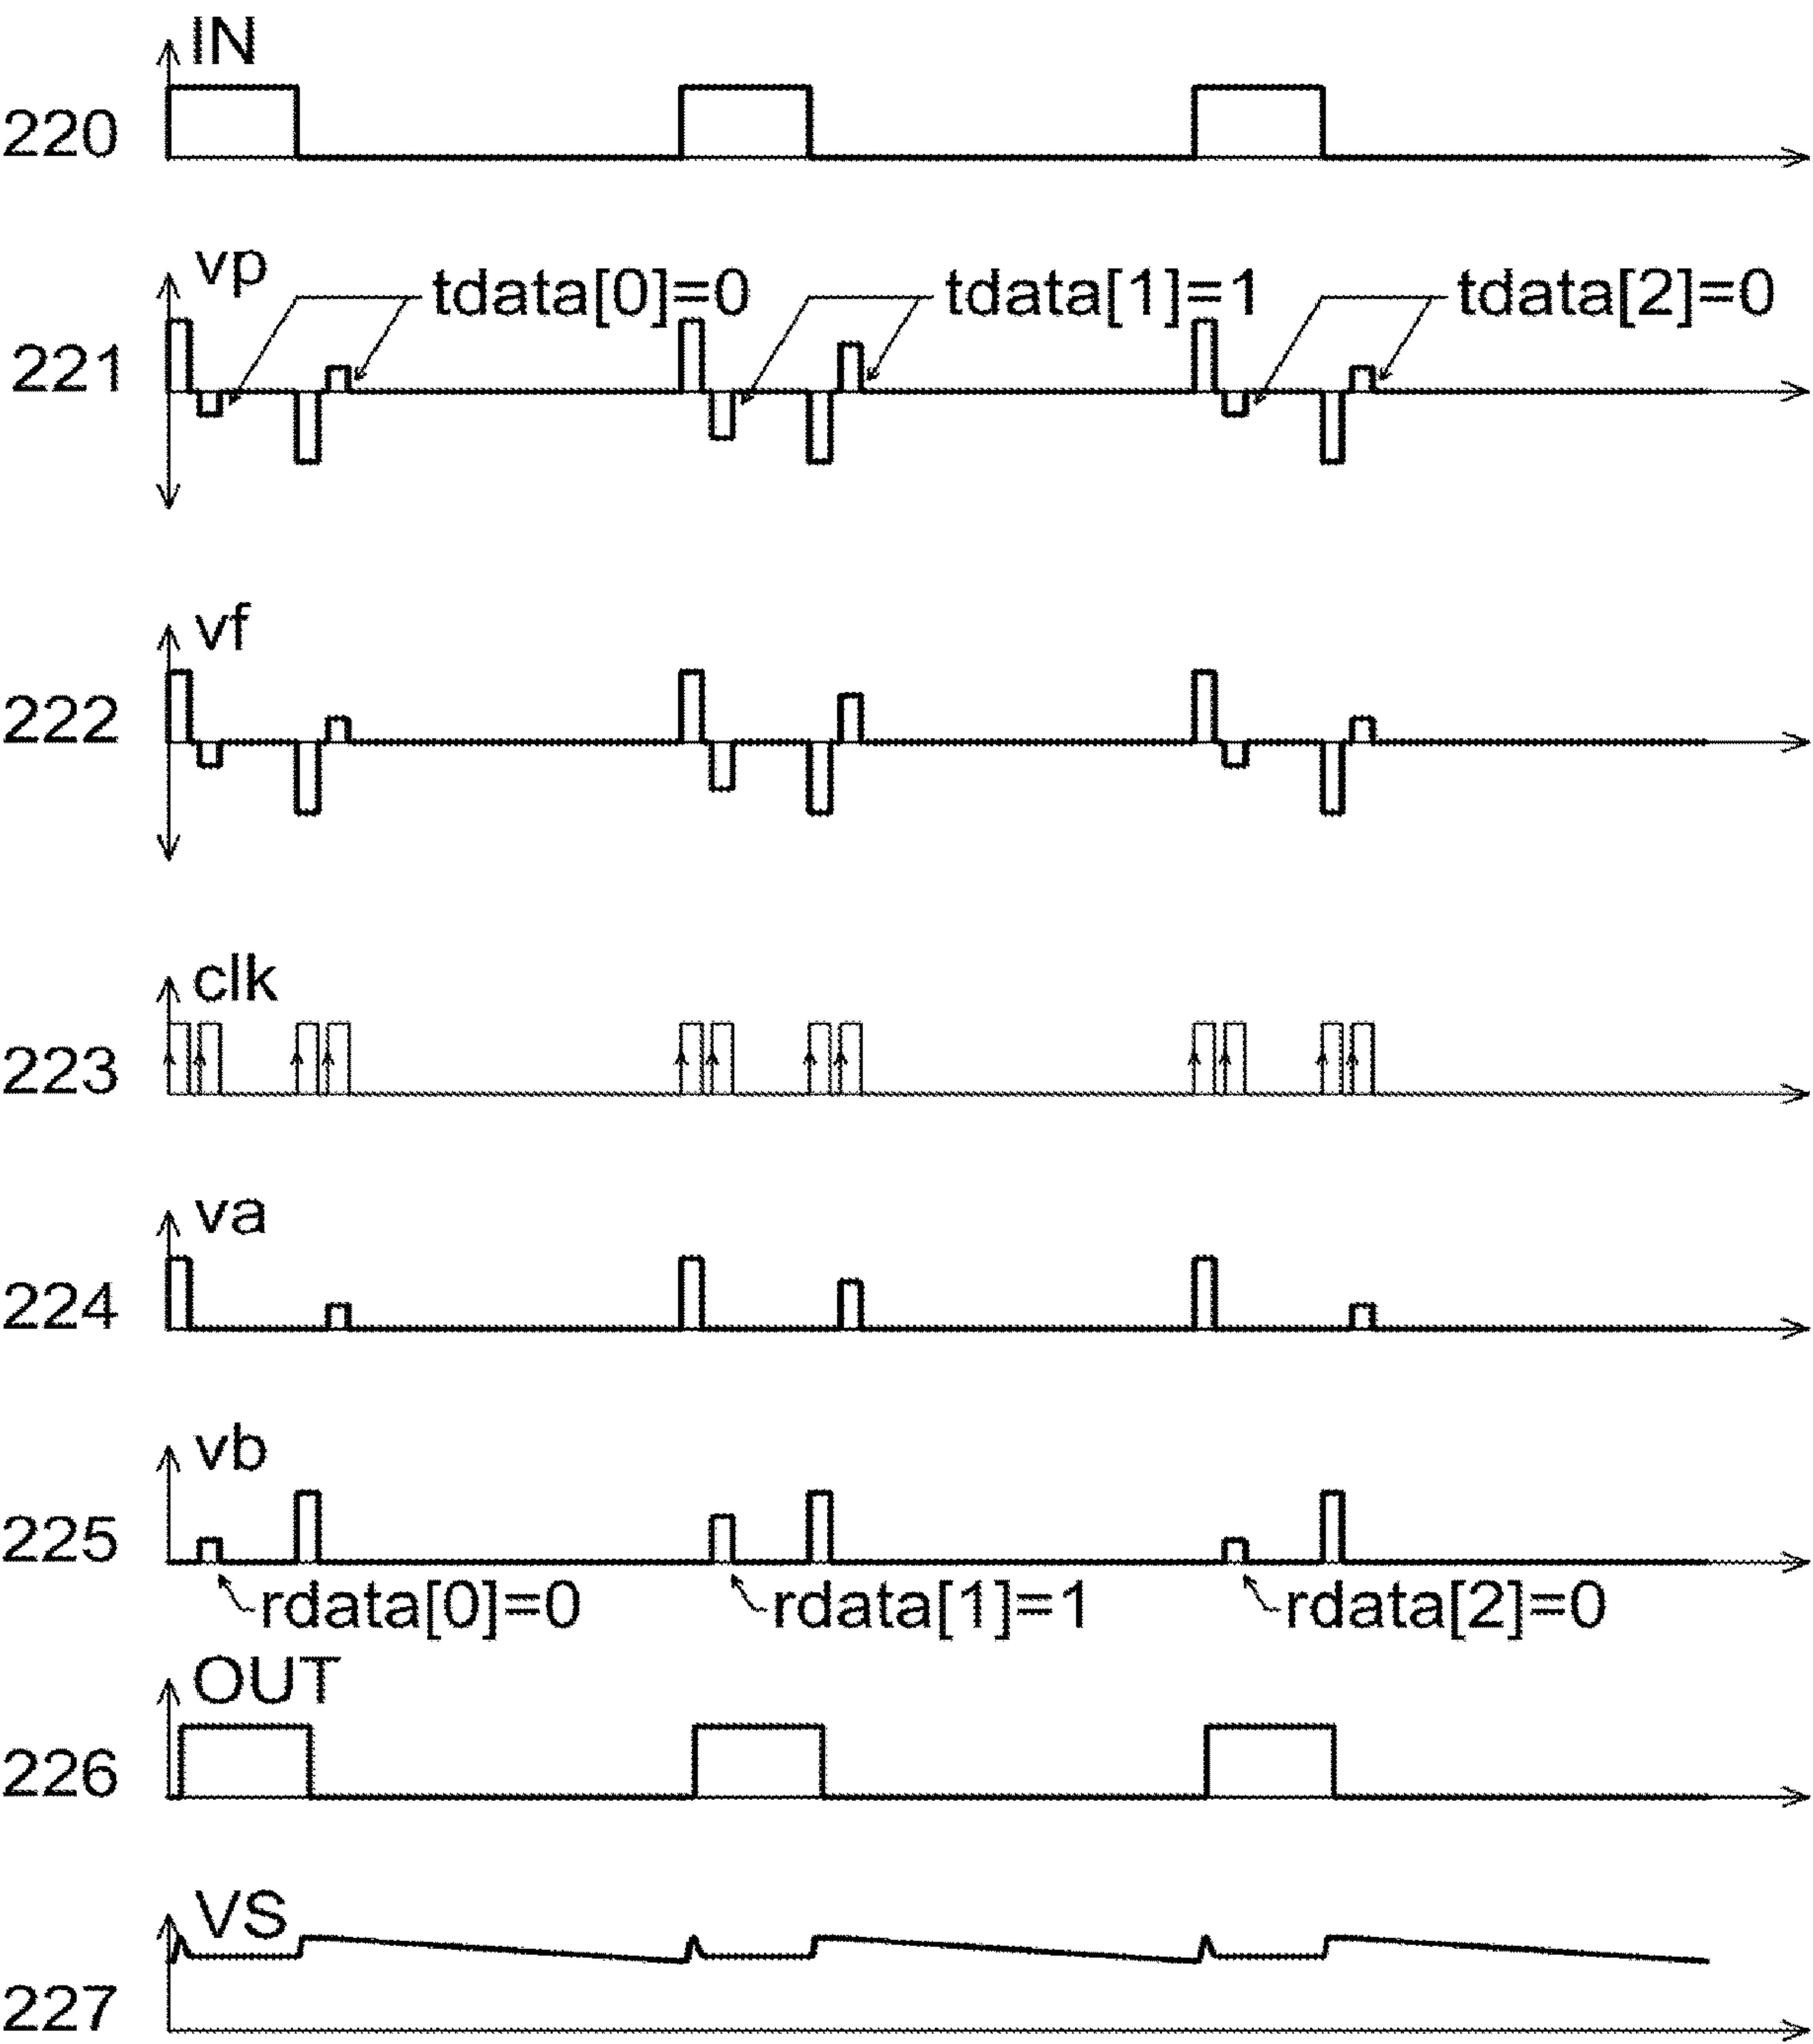 IN
220
vp
tdata[0]=0 tdata[1]=1 tdata[2]=0
221
vf
222
clk
223
va
224
vb
225
rdata[0]=0 rdata[1]=1 rdata[2]=0
OUT
226
VS
227